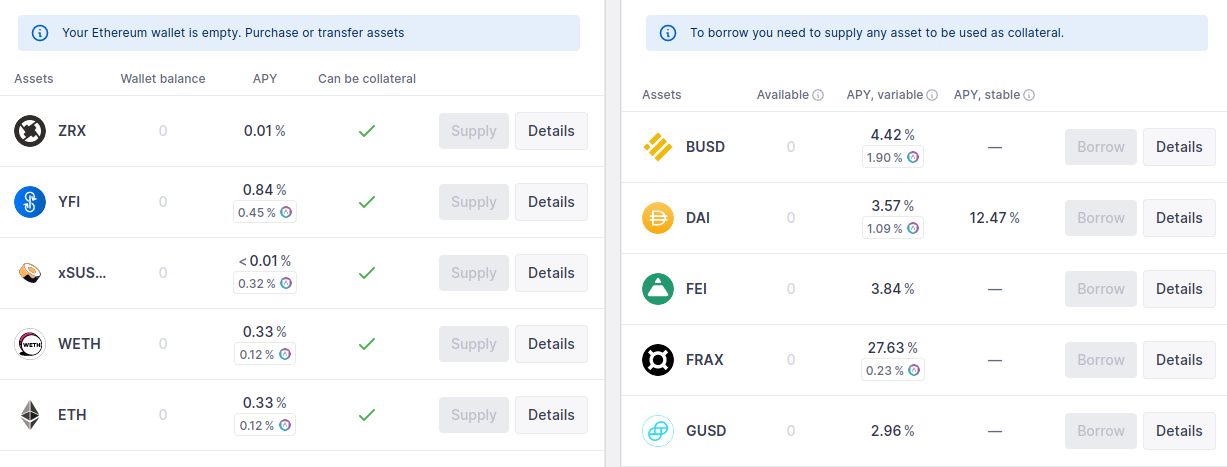 Your Ethereum wallet is empty. Purchase or transfer assets
Assets Wallet balance APY Can be collateral
ZRX 0 0.01 % Supply Details
YFI 0 0.84 % Supply Details
0.45 %
xSUS... 0 < 0.01 % Supply Details
0.32 %
WETH WETH 0 0.33 % Supply Details
0.12 %
ETH 0 0.33 % Supply Details
0.12 %
To borrow you need to supply any asset to be used as collateral.
Assets Available APY, variable APY, stable
BUSD 0 4.42 % — Borrow Details
1.90 %
DAI 0 3.57 % 12.47 % Borrow Details
1.09 %
FEI 0 3.84 % — Borrow Details
FRAX 0 27.63 % — Borrow Details
0.23 %
GUSD 0 2.96 % — Borrow Details